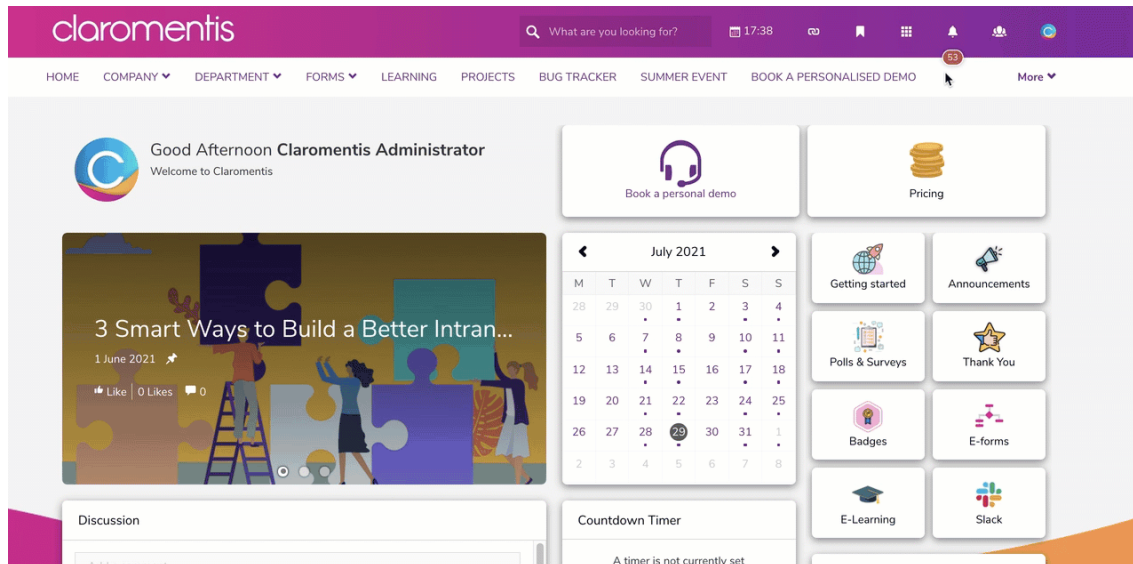 claromentis
What are you looking for?
17:38
53
HOME
COMPANY
DEPARTMENT
FORMS
LEARNING
PROJECTS
BUG TRACKER
SUMMER EVENT
BOOK A PERSONALISED DEMO
More
Good Afternoon Claromentis Administrator
Welcome to Claromentis
Book a personal demo
Pricing
3 Smart Ways to Build a Better Intran...
1 June 2021
Like
0 Likes
0
July 2021
M T W T F S S
28 29 30 1 2 3 4
5 6 7 8 9 10 11
12 13 14 15 16 17 18
19 20 21 22 23 24 25
26 27 28 29 30 31 1
2 3 4 5 6 7 8
Getting started
Announcements
Polls & Surveys
Thank You
Badges
E-forms
E-Learning
Slack
Discussion
Countdown Timer
A timer is not currently set